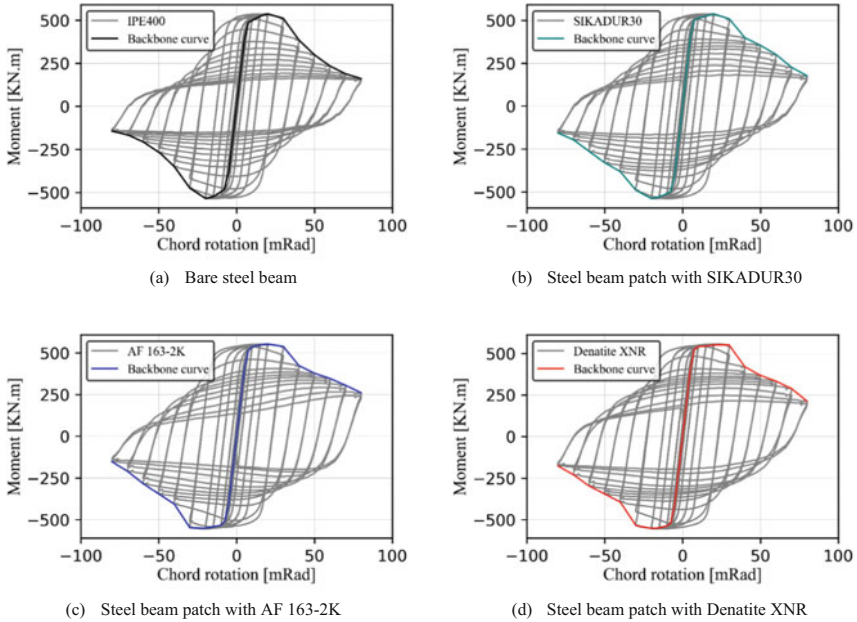 500
250
0
−250
−500
Moment [KN.m]
IPE400
Backbone curve
−100 −50 0 50 100
Chord rotation [mRad]
(a) Bare steel beam
500
250
0
−250
−500
Moment [KN.m]
SIKADUR30
Backbone curve
−100 −50 0 50 100
Chord rotation [mRad]
(b) Steel beam patch with SIKADUR30
500
250
0
−250
−500
Moment [KN.m]
AF 163-2K
Backbone curve
−100 −50 0 50 100
Chord rotation [mRad]
(c) Steel beam patch with AF 163-2K
500
250
0
−250
−500
Moment [KN.m]
Denatite XNR
Backbone curve
−100 −50 0 50 100
Chord rotation [mRad]
(d) Steel beam patch with Denatite XNR